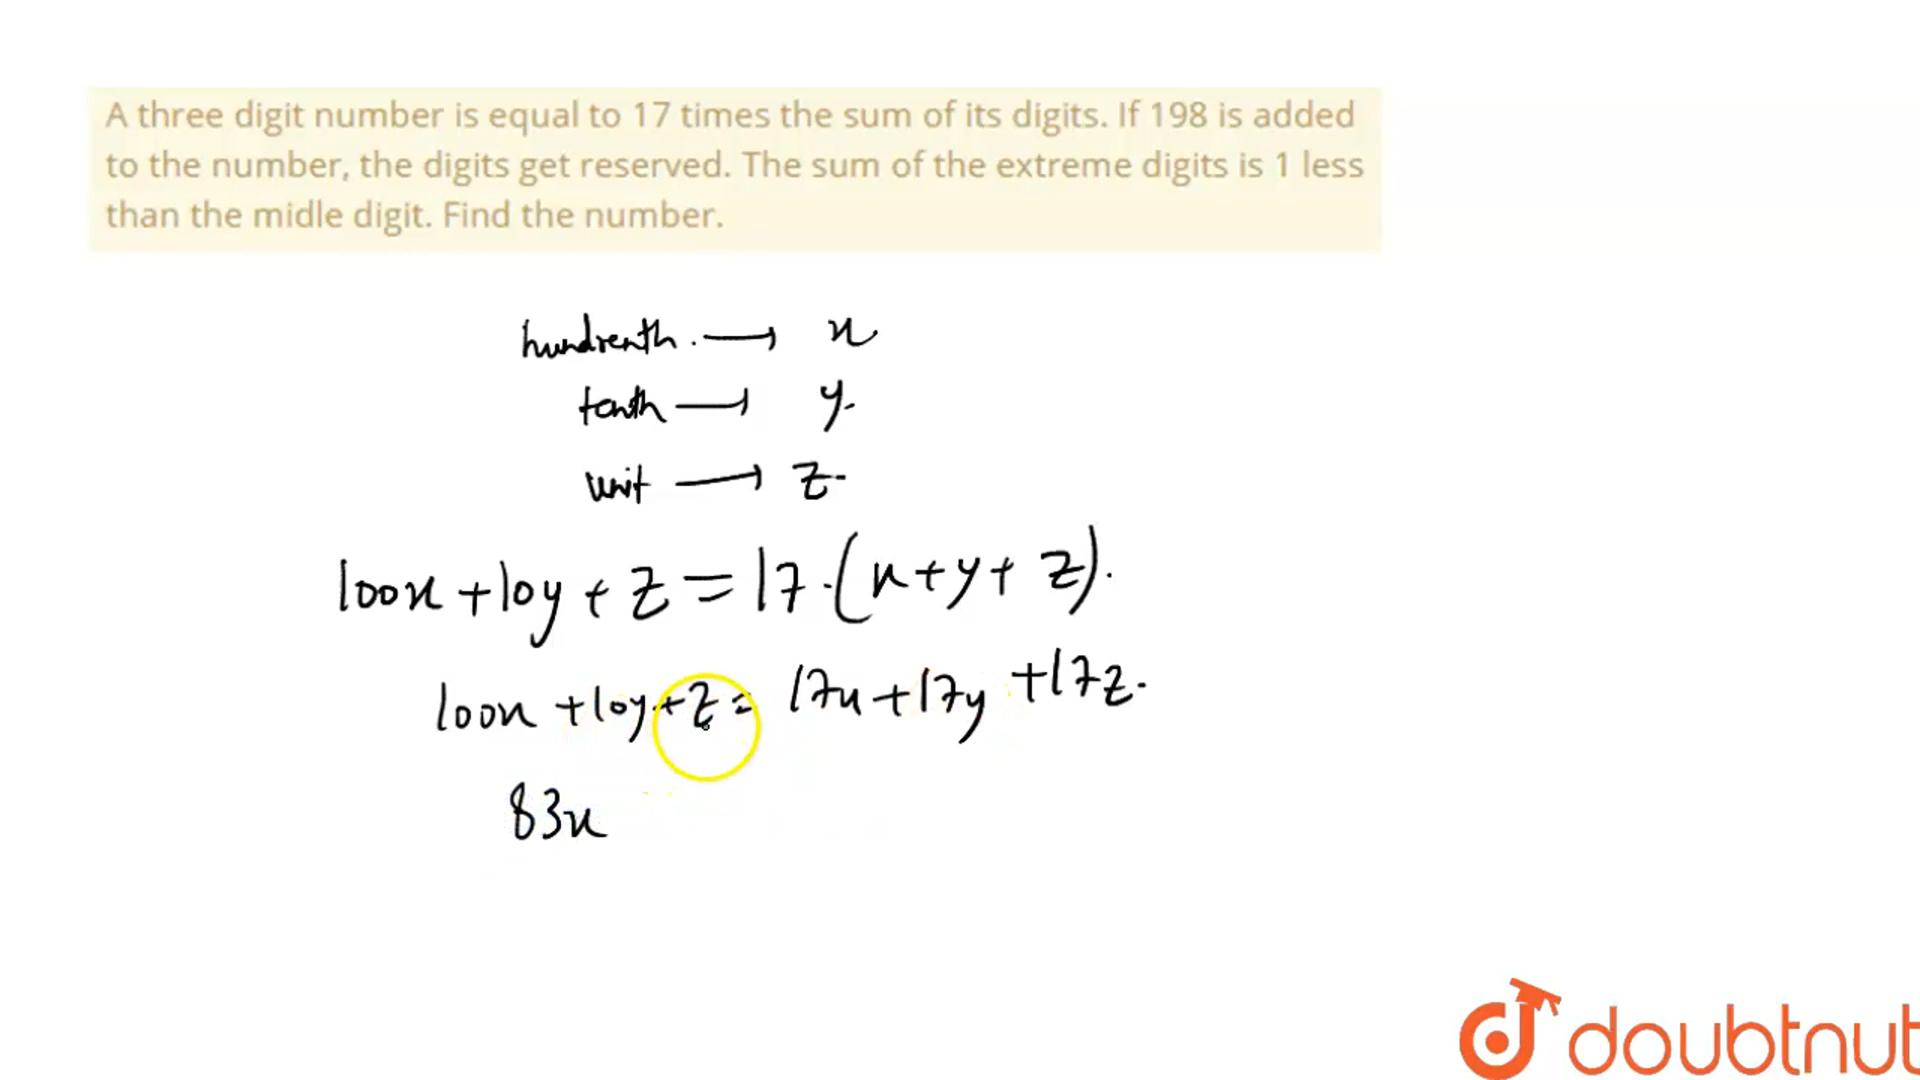 A three digit number is equal to 17 times the sum of its digits. If 198 is added
to the number, the digits get reserved. The sum of the extreme digits is 1 less
than the midle digit. Find the number.
hundrenth. → x
tenth → y.
unit → z.
100x + 10y + z = 17.(x+y+z).
100x + 10y + z = 17x + 17y + 17z.
83x
doubtnut